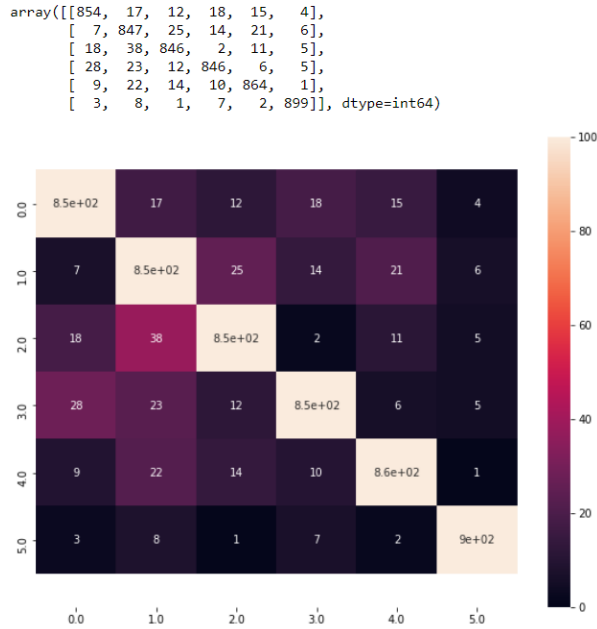 array([[854, 17, 12, 18, 15, 4],
[ 7, 847, 25, 14, 21, 6],
[ 18, 38, 846, 2, 11, 5],
[ 28, 23, 12, 846, 6, 5],
[ 9, 22, 14, 10, 864, 1],
[ 3, 8, 1, 7, 2, 899]], dtype=int64)
100
0.0 8.5e+02 17 12 18 15 4
80
1.0 7 8.5e+02 25 14 21 6
60
2.0 18 38 8.5e+02 2 11 5
40
3.0 28 23 12 8.5e+02 6 5
20
4.0 9 22 14 10 8.6e+02 1
5.0 3 8 1 7 2 9e+02
0
0.0 1.0 2.0 3.0 4.0 5.0